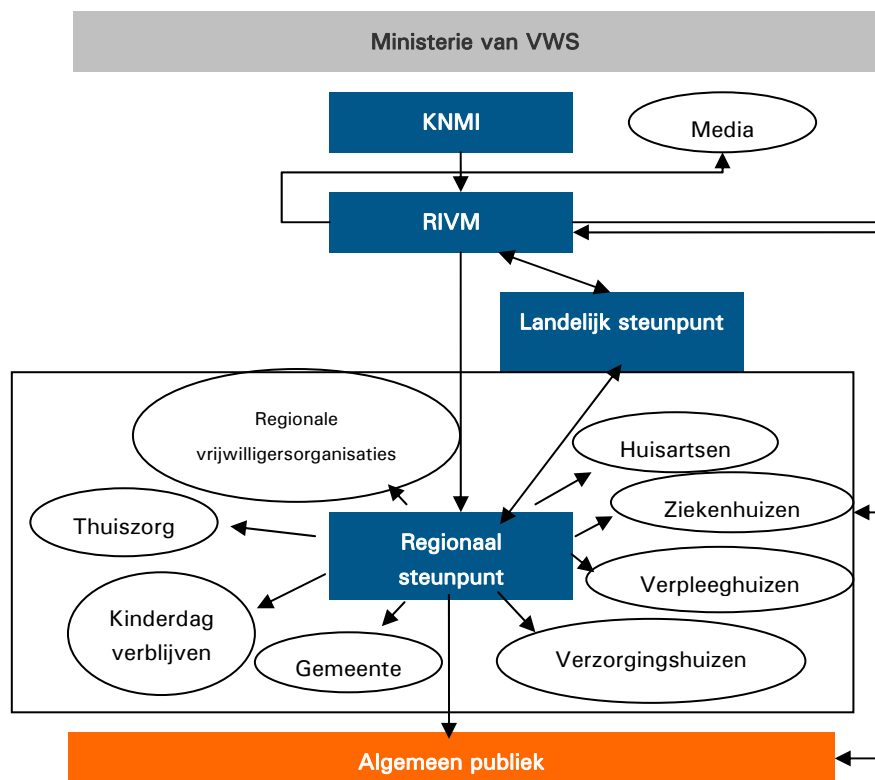 Ministerie van VWS
KNMI
Media
RIVM
Landelijk steunpunt
Regionale
vrijwilligersorganisaties
Huisartsen
Ziekenhuizen
Thuiszorg
Regionaal
steunpunt
Verpleeghuizen
Kinderdag
verblijven
Gemeente
Verzorgingshuizen
Algemeen publiek